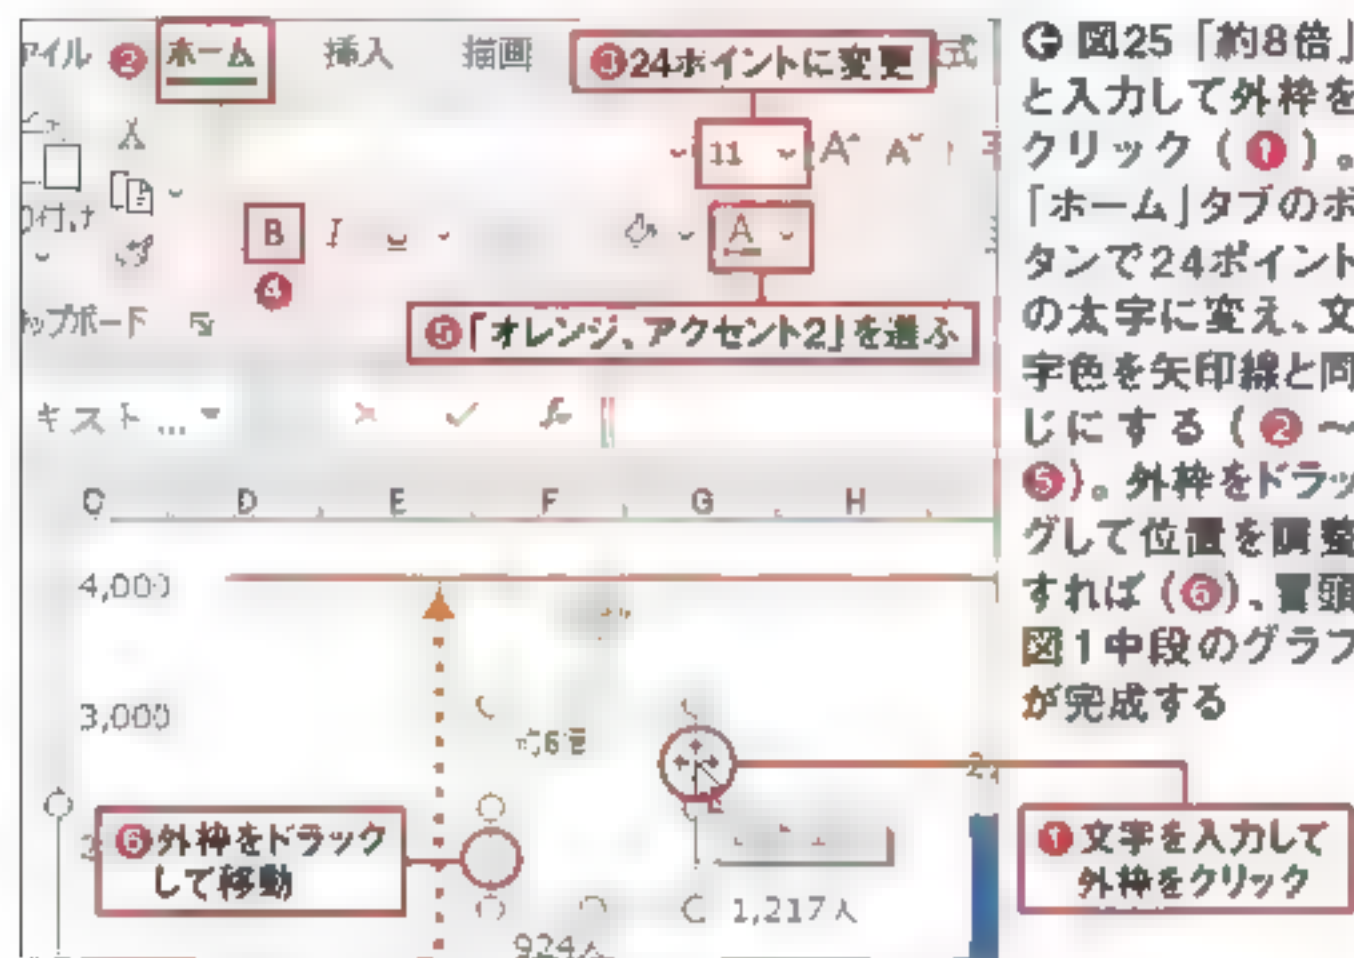 ァイル ❷ ホーム 挿入 描画 ❸24ポイントに変更 式
11
B I
❹
ップボード
❺「オレンジ、アクセント2」を選ぶ
キスト ...
C D E F G H
4,000
3,000
❻外枠をドラッグ
して移動
1,217人
924人
図25「約8倍」
と入力して外枠を
クリック(❶)。
「ホーム」タブのボ
タンで24ポイント
の太字に変え、文
字色を矢印線と同
じにする(❷~
❺)。外枠をドラッ
グして位置を調整
すれば(❻)、冒頭
図1中段のグラフ
が完成する
❶文字を入力して
外枠をクリック